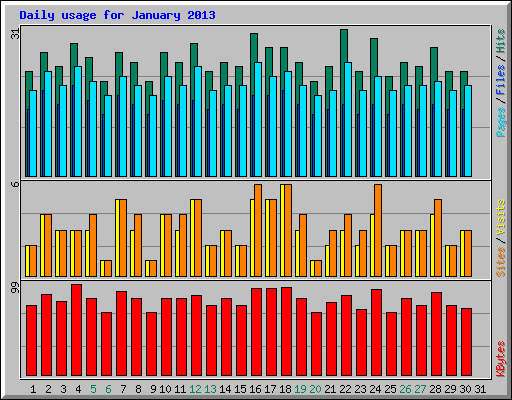 Daily usage for January 2013
31
Pages / Files / Hits
6
Sites / Visits
99
KBytes
1 2 3 4 5 6 7 8 9 10 11 12 13 14 15 16 17 18 19 20 21 22 23 24 25 26 27 28 29 30 31